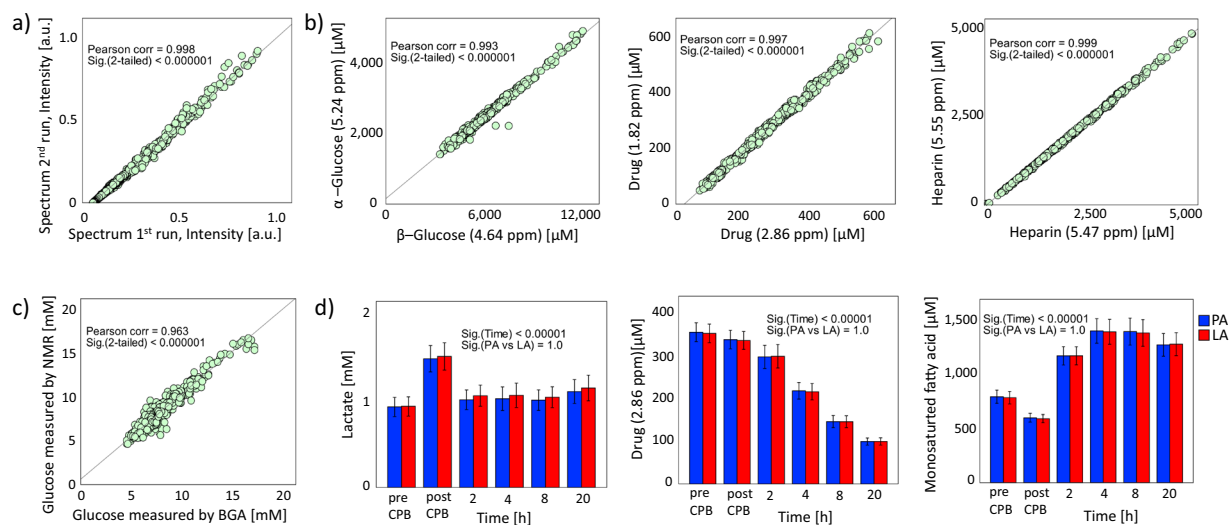 a)
Spectrum 2nd run, Intensity [a.u.]
1.0
0.5
0
Pearson corr = 0.998
Sig.(2-tailed) < 0.000001
0
0.5
1.0
Spectrum 1st run, Intensity [a.u.]
b)
α –Glucose (5.24 ppm) [µM]
4,000
2,000
0
Pearson corr = 0.993
Sig.(2-tailed) < 0.000001
6,000
12,000
β–Glucose (4.64 ppm) [µM]
Drug (1.82 ppm) [µM]
600
400
200
0
Pearson corr = 0.997
Sig.(2-tailed) < 0.000001
200
400
600
Drug (2.86 ppm) [µM]
Heparin (5.55 ppm) [µM]
5,000
2,500
0
Pearson corr = 0.999
Sig.(2-tailed) < 0.000001
0
2,500
5,000
Heparin (5.47 ppm) [µM]
c)
Glucose measured by NMR [mM]
20
15
10
5
0
Pearson corr = 0.963
Sig.(2-tailed) < 0.000001
0
5
10
15
20
Glucose measured by BGA [mM]
d)
Lactate [mM]
2
1
0
Sig.(Time) < 0.00001
Sig.(PA vs LA) = 1.0
pre CPB
post CPB
2
4
8
20
Time [h]
Drug (2.86 ppm)[µM]
400
300
200
100
0
Sig.(Time) < 0.00001
Sig.(PA vs LA) = 1.0
pre CPB
post CPB
2
4
8
20
Time [h]
Monosaturted fatty acid [µM]
1,500
1,000
500
0
Sig.(Time) < 0.00001
Sig.(PA vs LA) = 1.0
pre CPB
post CPB
2
4
8
20
Time [h]
PA
LA